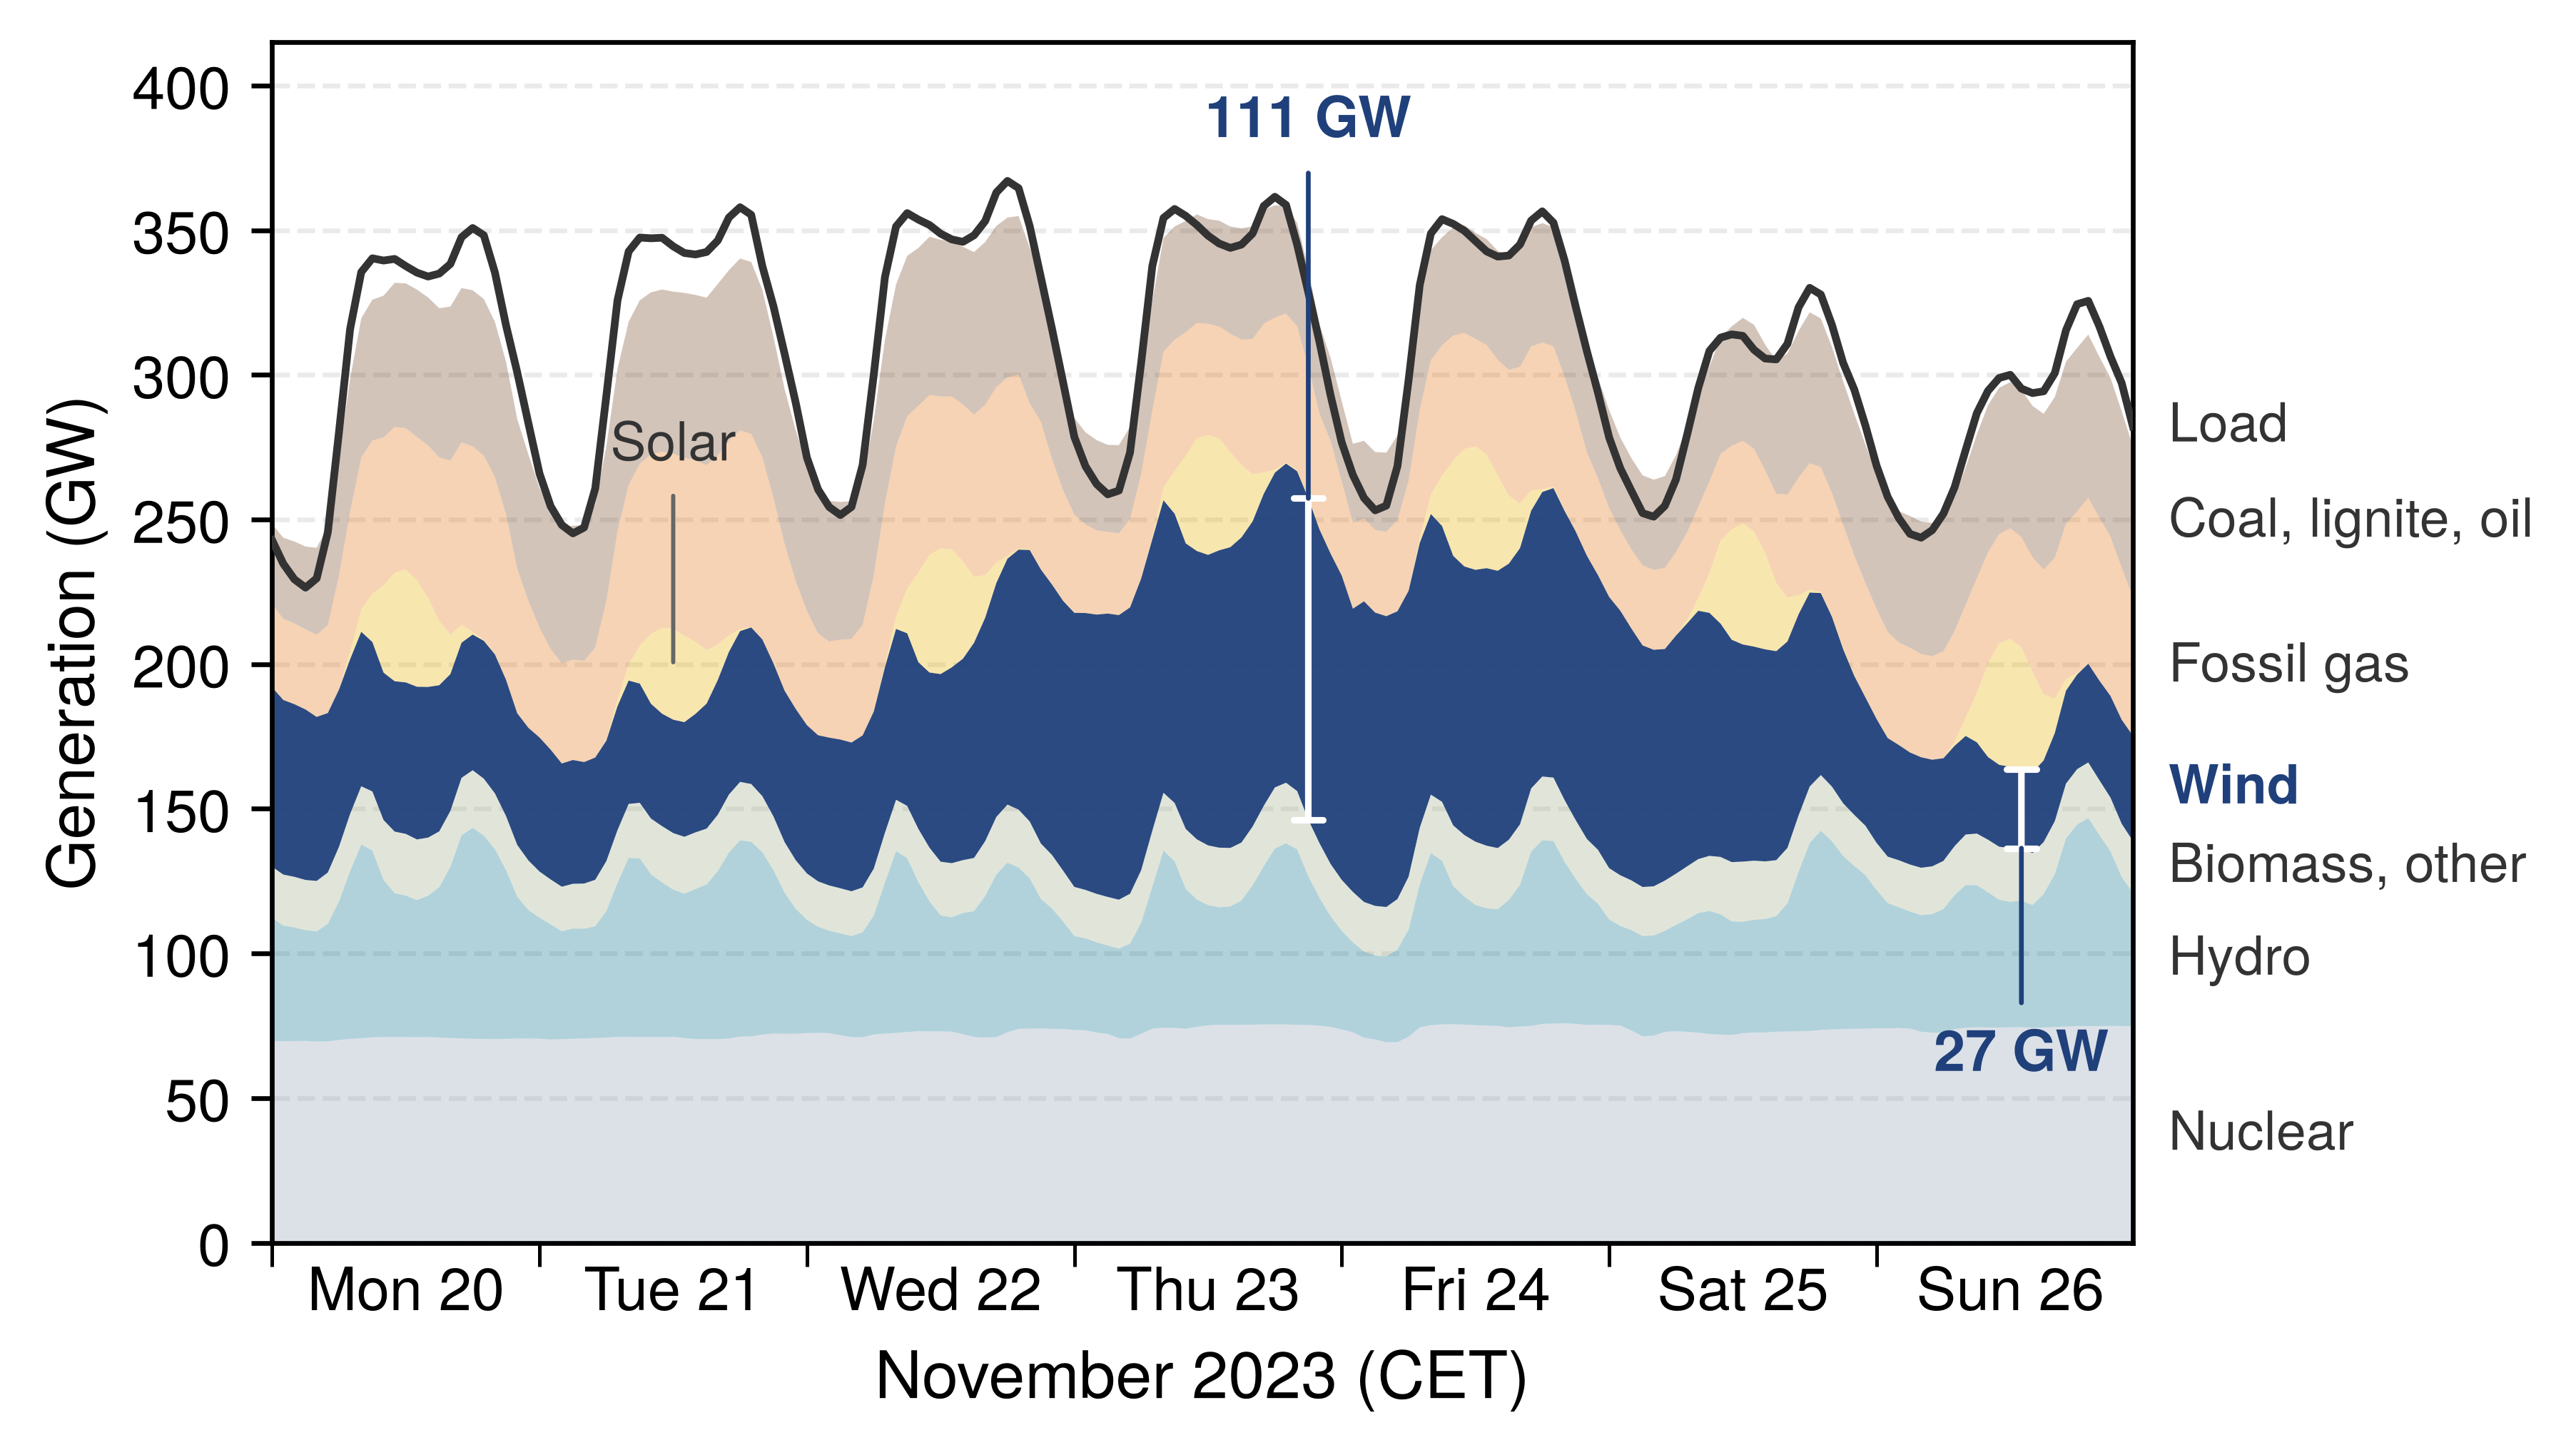 Generation (GW)
400
350
300
250
200
150
100
50
0
111 GW
Solar
27 GW
Load
Coal, lignite, oil
Fossil gas
Wind
Biomass, other
Hydro
Nuclear
Mon 20
Tue 21
Wed 22
Thu 23
Fri 24
Sat 25
Sun 26
November 2023 (CET)